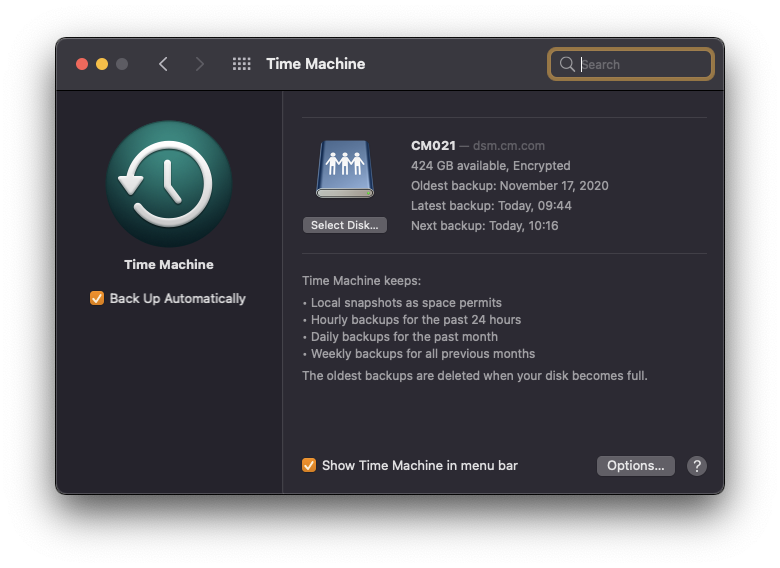 Time Machine
Search
CM021 — dsm.cm.com
424 GB available, Encrypted
Oldest backup: November 17, 2020
Latest backup: Today, 09:44
Next backup: Today, 10:16
Select Disk...
Time Machine
Back Up Automatically
Time Machine keeps:
• Local snapshots as space permits
• Hourly backups for the past 24 hours
• Daily backups for the past month
• Weekly backups for all previous months
The oldest backups are deleted when your disk becomes full.
Show Time Machine in menu bar
Options...
?